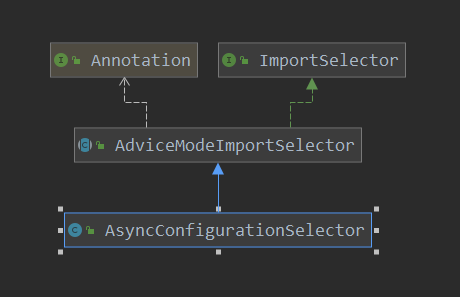 I Annotation
I ImportSelector
C AdviceModeImportSelector
C AsyncConfigurationSelector